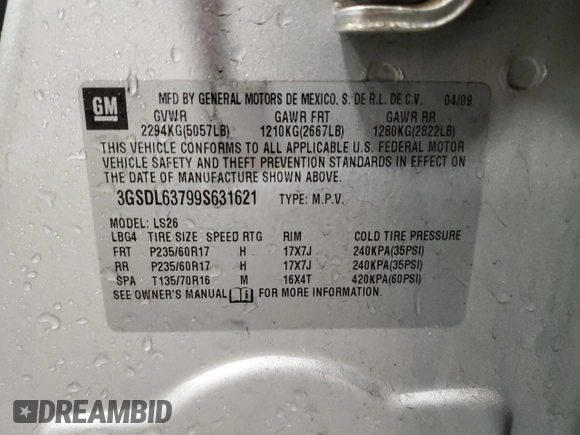 GM
MFD BY GENERAL MOTORS DE MEXICO, S. DE R.L. DE C.V. 04/09
GVWR GAWR FRT GAWR RR
2294KG(5057LB) 1210KG(2667LB) 1280KG(2822LB)
THIS VEHICLE CONFORMS TO ALL APPLICABLE U.S. FEDERAL MOTOR
VEHICLE SAFETY AND THEFT PREVENTION STANDARDS IN EFFECT ON
THE DATE OF MANUFACTURE SHOWN ABOVE.
3GSDL63799S631621 TYPE: M.P.V.
MODEL: LS26
LBG4 TIRE SIZE SPEED RTG RIM COLD TIRE PRESSURE
FRT P235/60R17 H 17X7J 240KPA(35PSI)
RR P235/60R17 H 17X7J 240KPA(35PSI)
SPA T135/70R16 M 16X4T 420KPA(60PSI)
SEE OWNER'S MANUAL FOR MORE INFORMATION.
DREAMBID